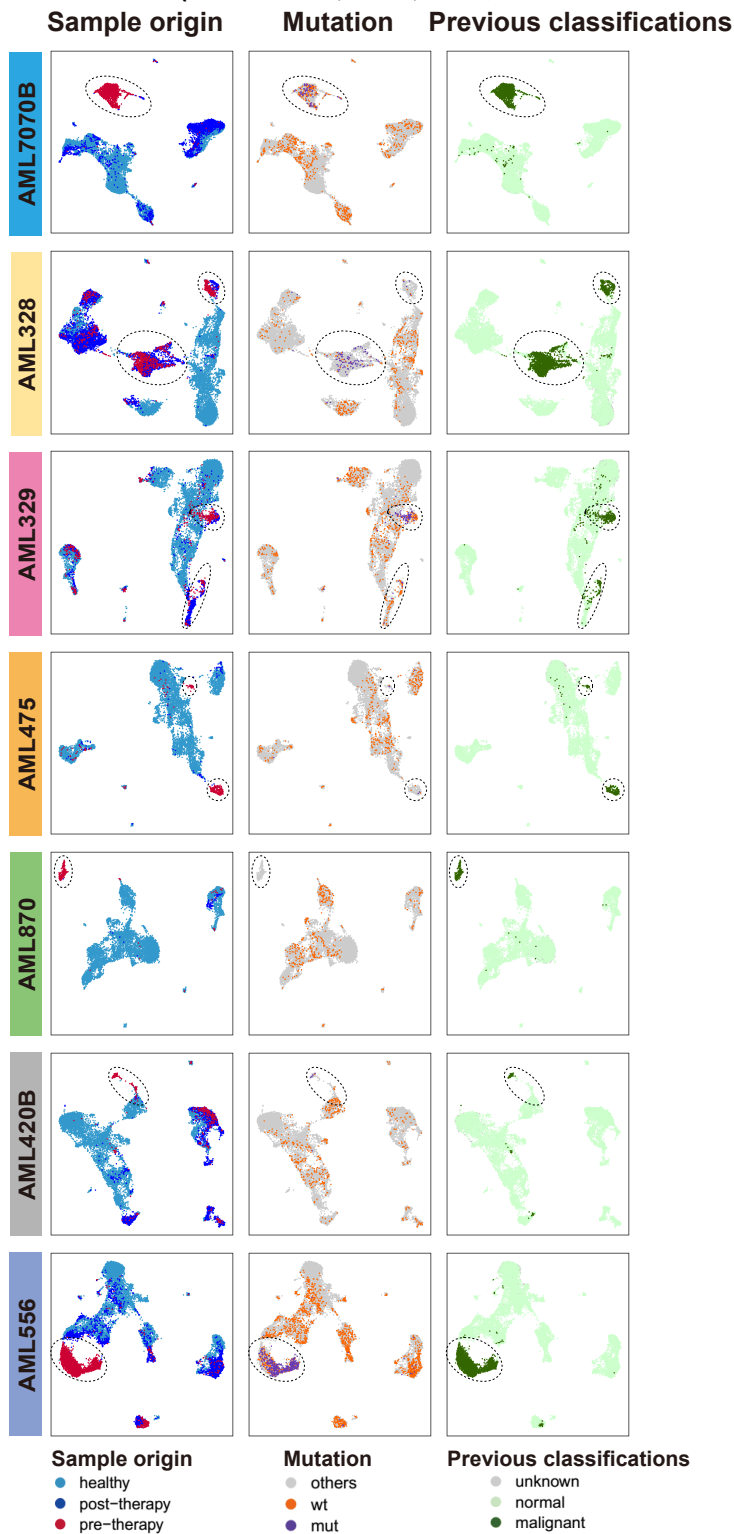 Sample origin Mutation Previous classifications
AML7070B
AML328
AML329
AML475
AML870
AML420B
AML556
Sample origin Mutation Previous classifications
healthy others unknown
post−therapy wt normal
pre−therapy mut malignant